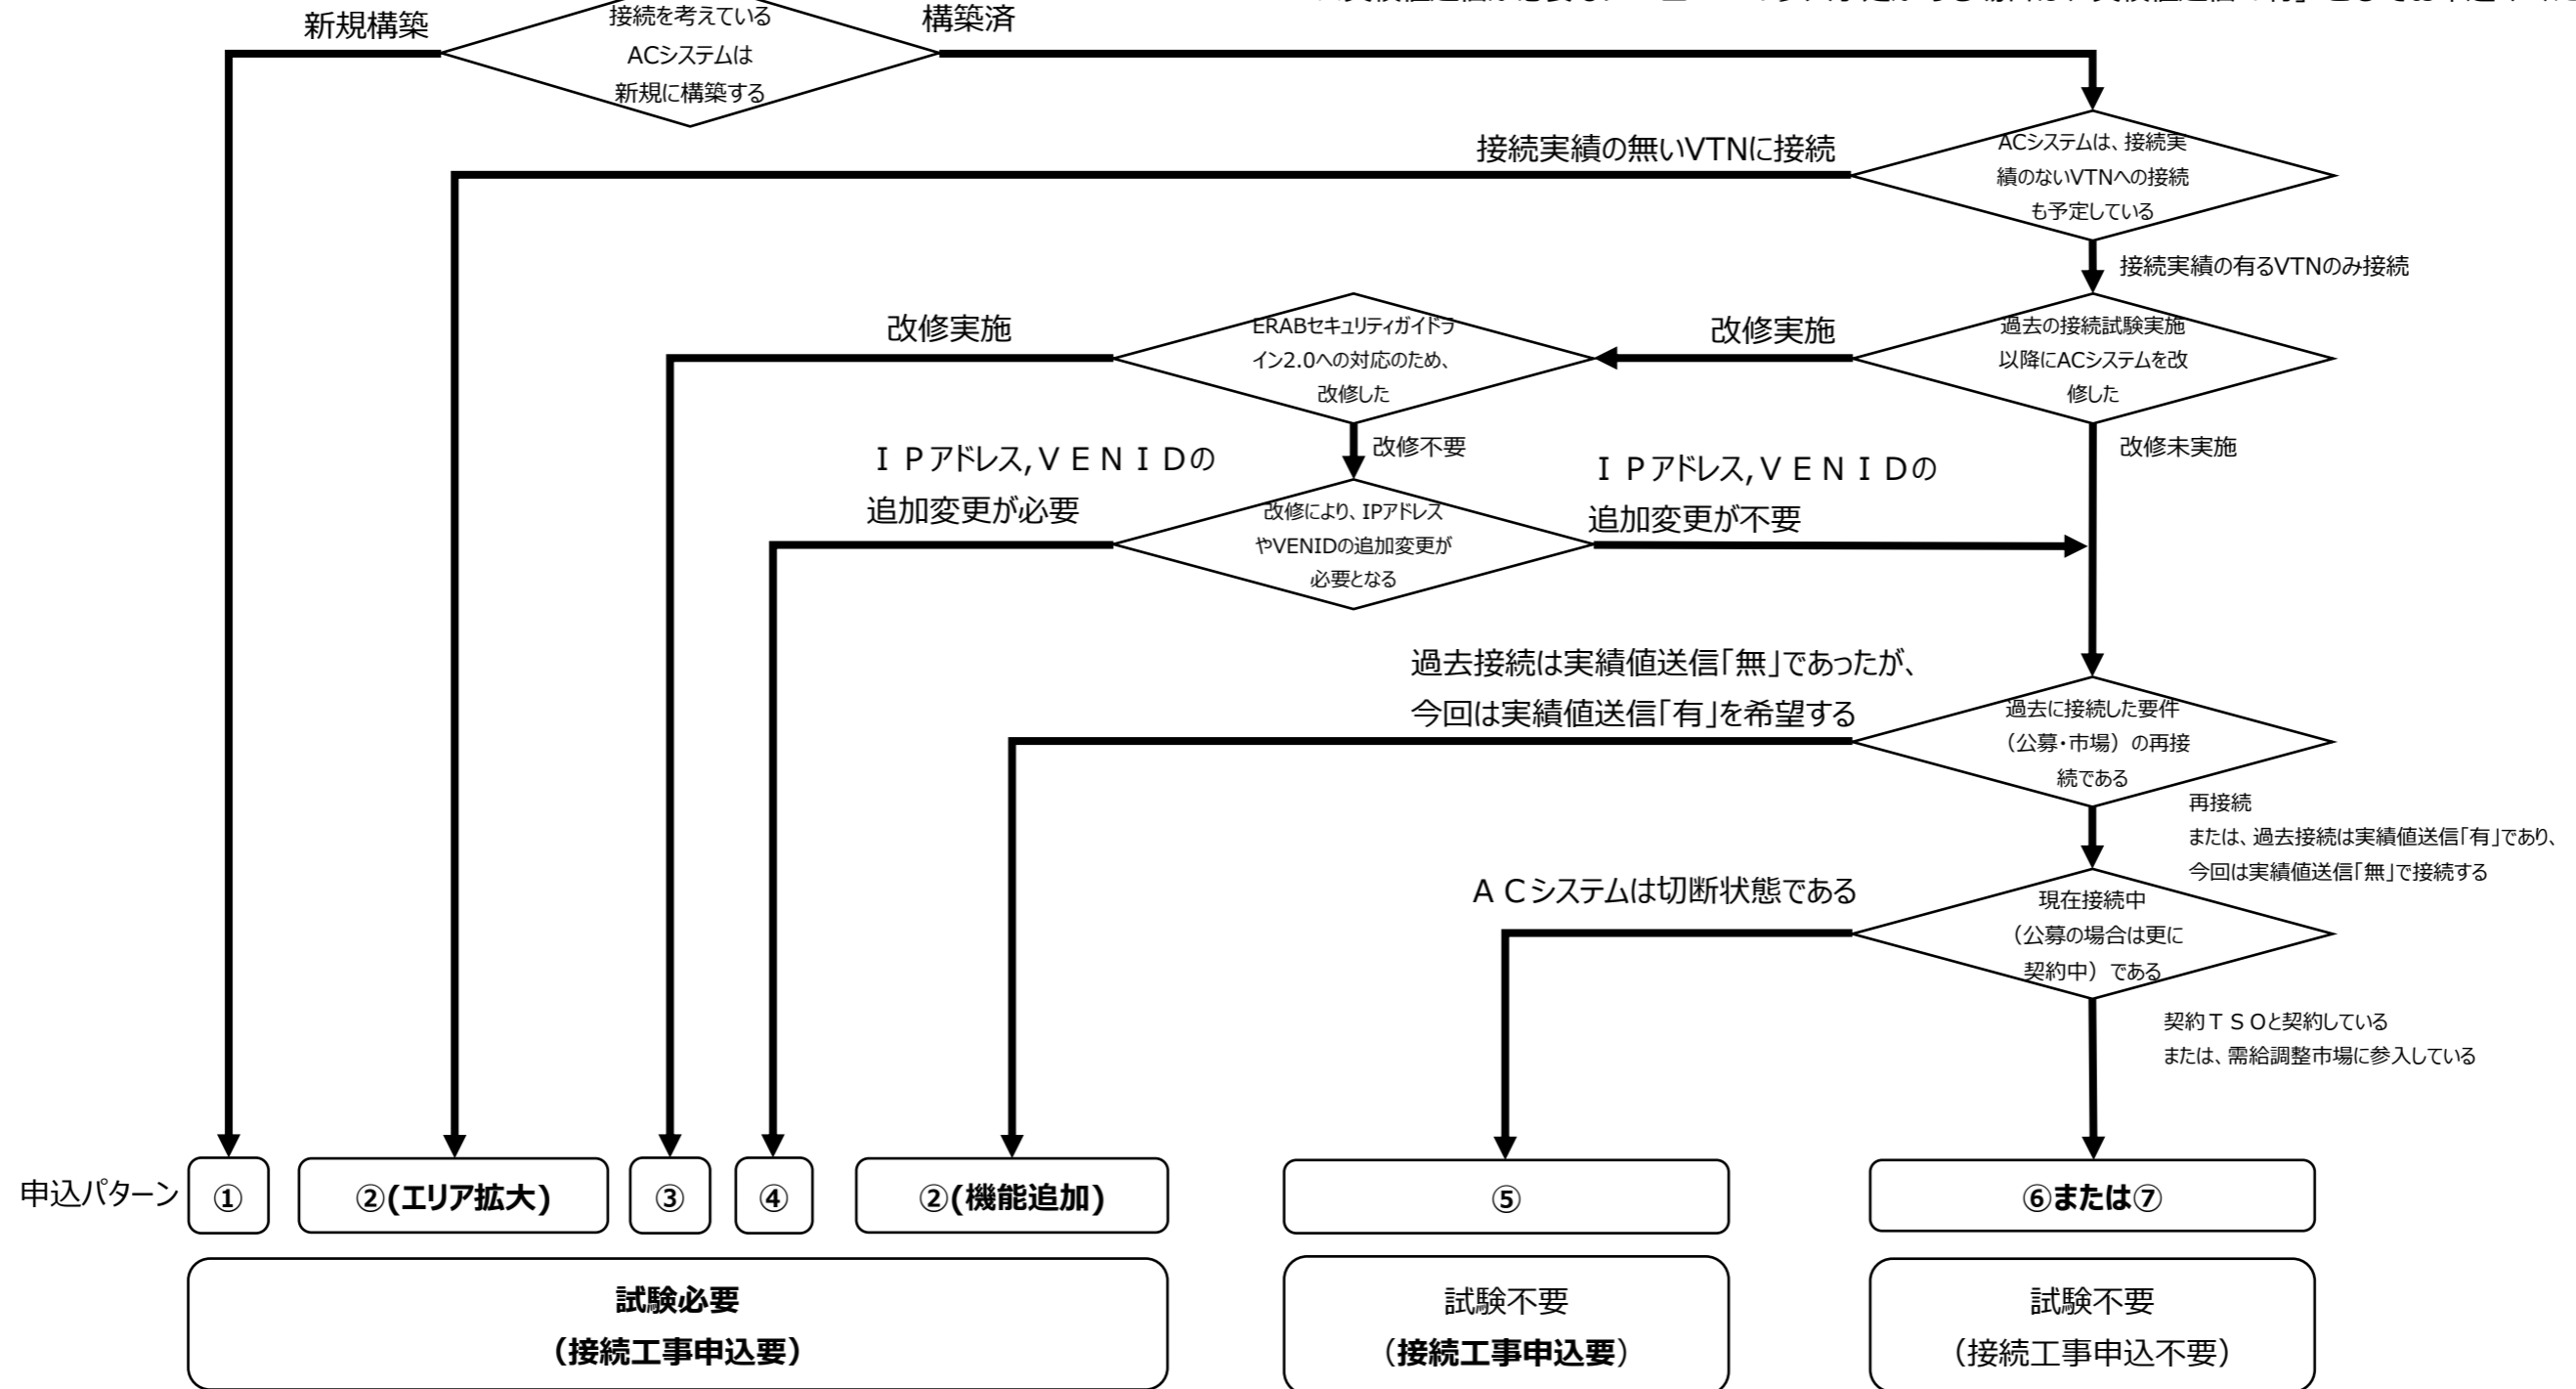 新規構築
接続を考えている
ACシステムは
新規に構築する
構築済
接続実績の無いVTNに接続
ACシステムは、接続実
績のないVTNへの接続
も予定している
接続実績の有るVTNのみ接続
改修実施
ERABセキュリティガイドラ
イン2.0への対応のため、
改修した
改修実施
過去の接続試験実施
以降にACシステムを改
修した
改修不要
改修未実施
ＩＰアドレス,ＶＥＮＩＤの
追加変更が必要
改修により、IPアドレス
やVENIDの追加変更が
必要となる
ＩＰアドレス,ＶＥＮＩＤの
追加変更が不要
過去接続は実績値送信「無」であったが、
今回は実績値送信「有」を希望する
過去に接続した要件
（公募・市場）の再接
続である
再接続
または、過去接続は実績値送信「有」であり、
今回は実績値送信「無」で接続する
ＡＣシステムは切断状態である
現在接続中
（公募の場合は更に
契約中）である
契約ＴＳＯと契約している
または、需給調整市場に参入している
申込パターン
①
②(エリア拡大)
③
④
②(機能追加)
⑤
⑥または⑦
試験必要
（接続工事申込要）
試験不要
（接続工事申込要）
試験不要
（接続工事申込不要）